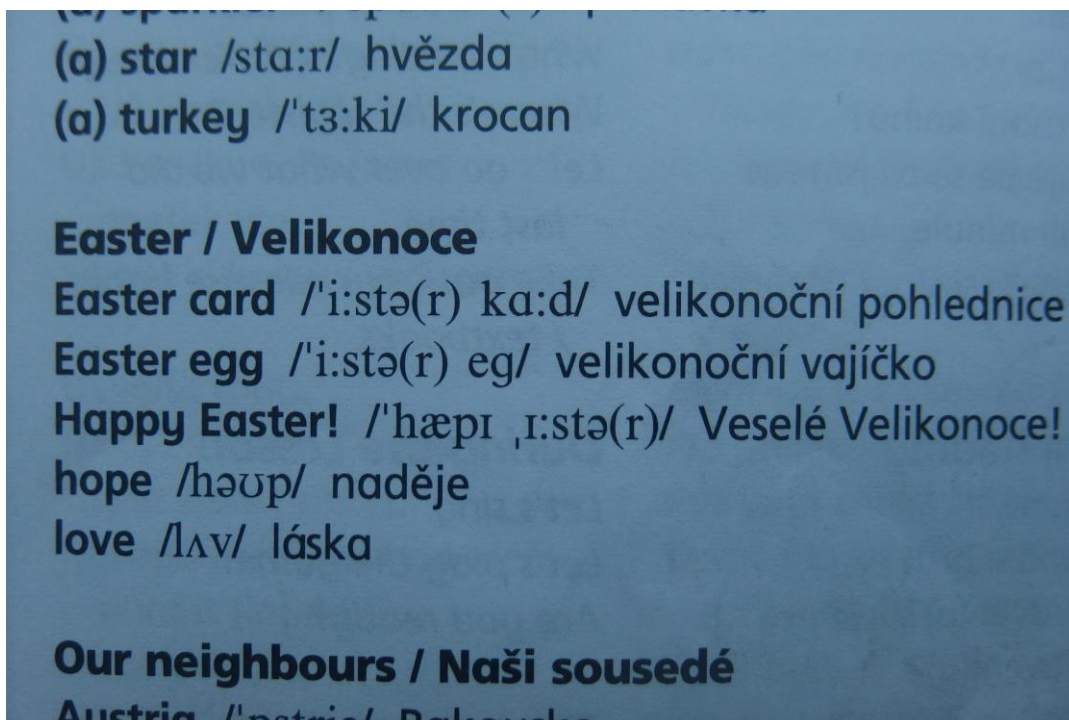 (a) star /stɑ:r/ hvězda
(a) turkey /ˈtɜ:ki/ krocan
Easter / Velikonoce
Easter card /ˈi:stə(r) kɑ:d/ velikonoční pohlednice
Easter egg /ˈi:stə(r) eg/ velikonoční vajíčko
Happy Easter! /ˈhæpɪ ˌɪ:stə(r)/ Veselé Velikonoce!
hope /həʊp/ naděje
love /lʌv/ láska
Our neighbours / Naši sousedé
Austria